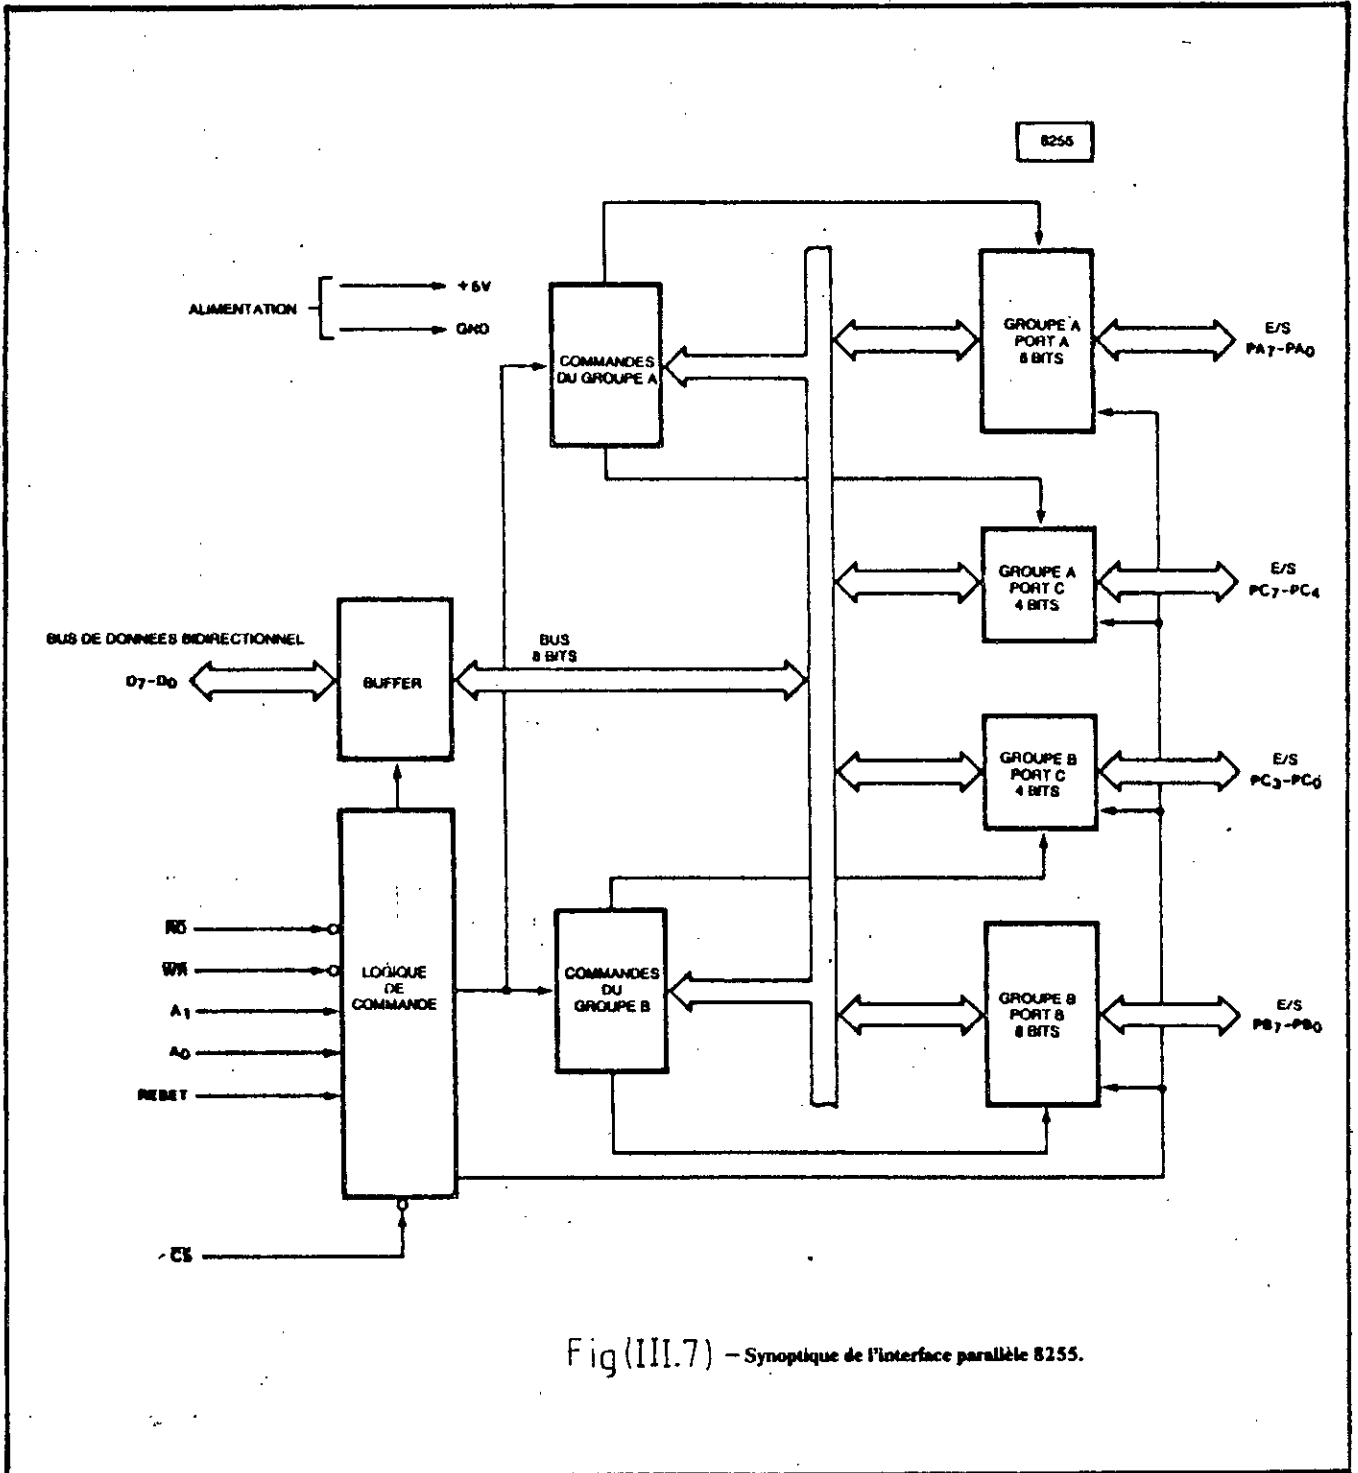 8255
ALIMENTATION
+5V
GND
COMMANDES
DU GROUPE A
GROUPE A
PORT A
8 BITS
E/S
PA7-PA0
GROUPE A
PORT C
4 BITS
E/S
PC7-PC4
BUS DE DONNÉES BIDIRECTIONNEL
D7-D0
BUFFER
BUS
8 BITS
GROUPE B
PORT C
4 BITS
E/S
PC3-PC0
RD
WR
A1
A0
RESET
LOGIQUE
DE
COMMANDE
COMMANDES
DU
GROUPE B
GROUPE B
PORT B
8 BITS
E/S
PB7-PB0
CS
Fig(III.7) – Synoptique de l'interface parallèle 8255.